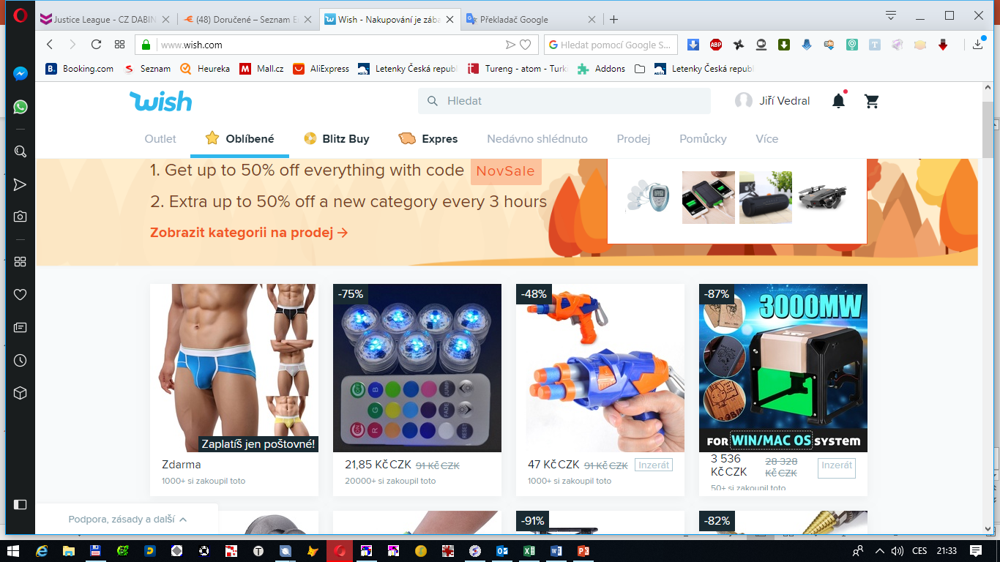 Justice League - CZ DABIN
(48) Doručené – Seznam E
Wish - Nakupování je zába
Překladač Google
www.wish.com
Hledat pomocí Google S...
Booking.com
Seznam
Heureka
Mall.cz
AliExpress
Letenky Česká republ
Tureng - atom - Turk
Addons
Letenky Česká republ
wish
Hledat
Jiří Vedral
Outlet
Oblíbené
Blitz Buy
Expres
Nedávno shlédnuto
Prodej
Pomůcky
Více
1. Get up to 50% off everything with code NovSale
2. Extra up to 50% off a new category every 3 hours
Zobrazit kategorii na prodej →
Zaplatíš jen poštovné!
Zdarma
1000+ si zakoupil toto
-75%
B
JUMP
G
FADE
R
RESET
21,85 KčCZK 91 KčCZK
20000+ si zakoupil toto
-48%
47 KčCZK 91 KčCZK Inzerát
1000+ si zakoupil toto
-87%
3000MW
FOR WIN/MAC OS SYSTEM
3 536 KčCZK
28 328 KčCZK
Inzerát
50+ si zakoupil toto
-91%
-82%
Podpora, zásady a další
CES
21:33